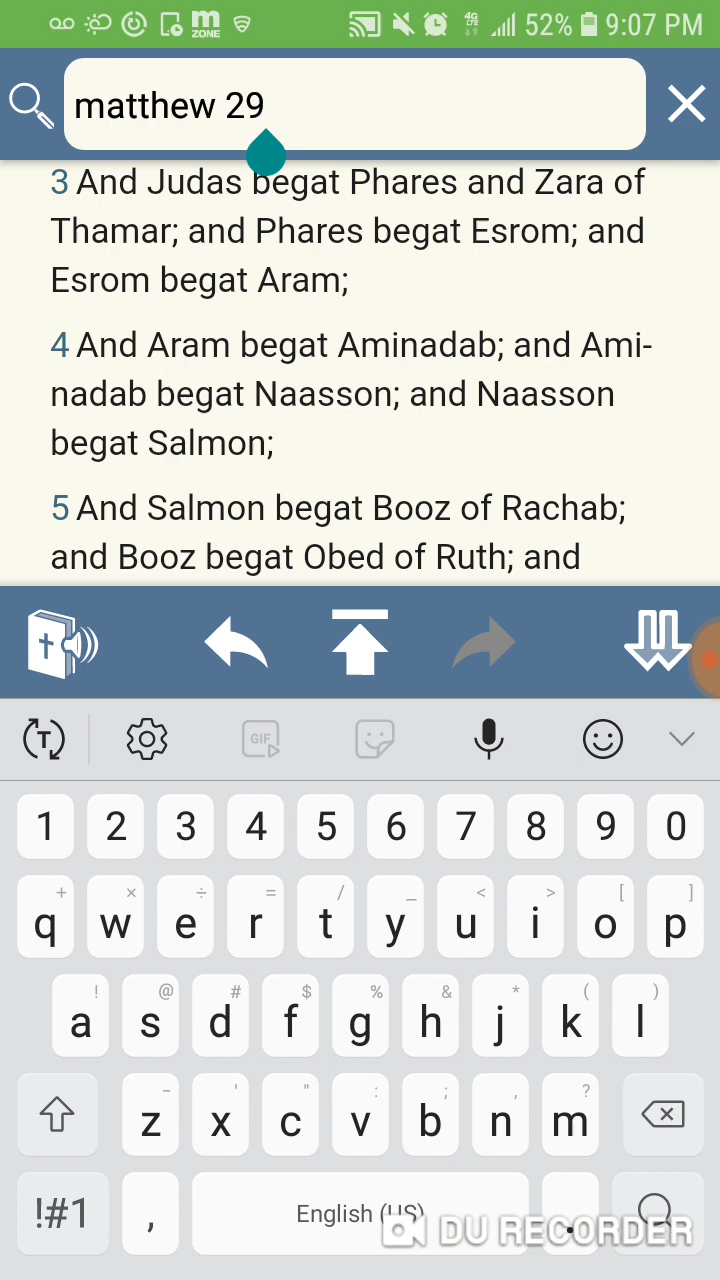 m ZONE 4G LTE 52% 9:07 PM
matthew 29
3 And Judas begat Phares and Zara of
Thamar; and Phares begat Esrom; and
Esrom begat Aram;
4 And Aram begat Aminadab; and Ami-
nadab begat Naasson; and Naasson
begat Salmon;
5 And Salmon begat Booz of Rachab;
and Booz begat Obed of Ruth; and
T GIF
1 2 3 4 5 6 7 8 9 0
+ × ÷ = / _ < > [ ]
q w e r t y u i o p
! @ # $ % & * ( )
a s d f g h j k l
- ' " : ; , ?
z x c v b n m
!#1 , English (US) .
DU RECORDER